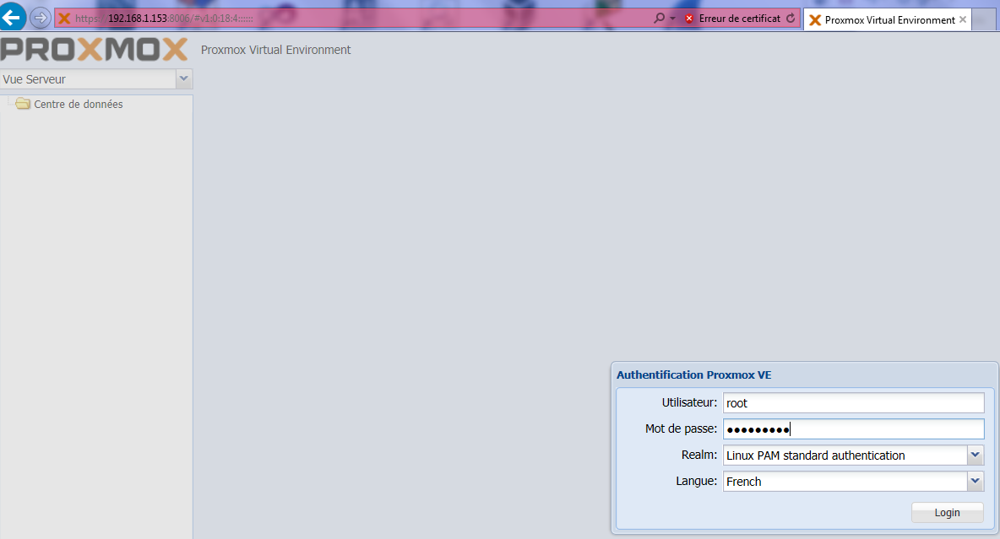 https://192.168.1.153:8006/#v1:0:18:4::::::
Erreur de certificat
Proxmox Virtual Environment
PROXMOX
Proxmox Virtual Environment
Vue Serveur
Centre de données
Authentification Proxmox VE
Utilisateur: root
Mot de passe: ●●●●●●●●●
Realm: Linux PAM standard authentication
Langue: French
Login